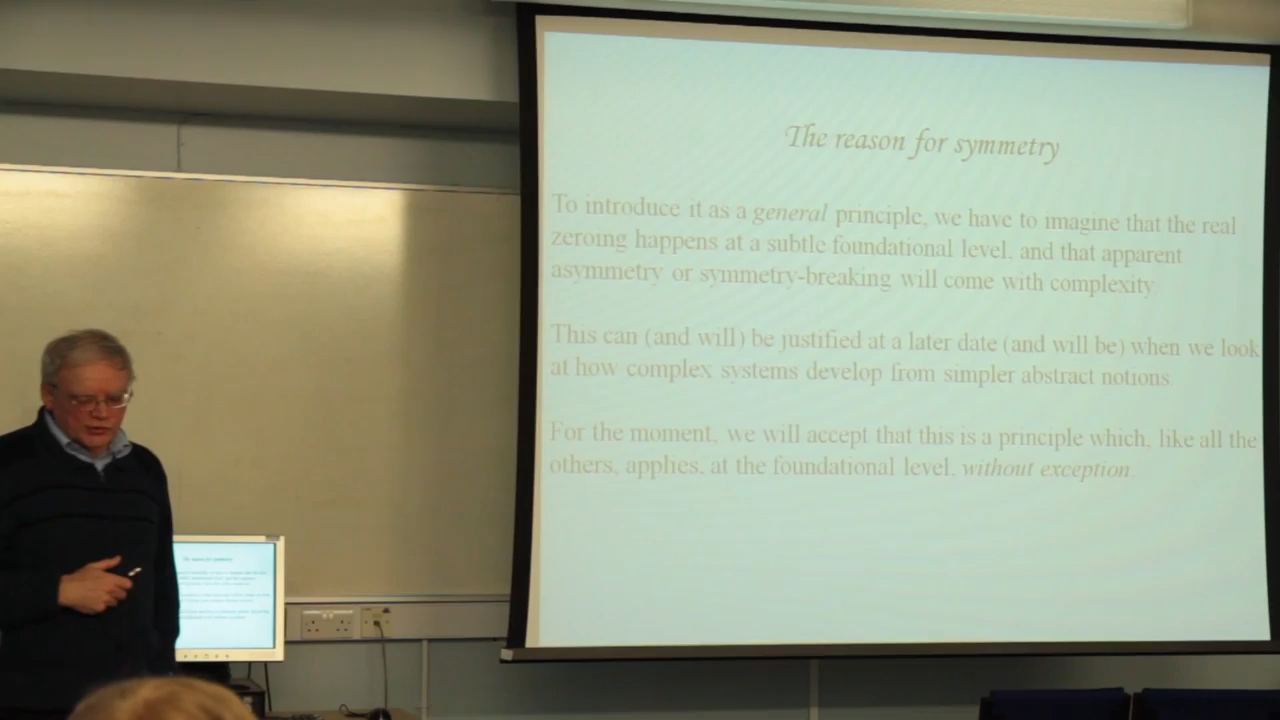 The reason for symmetry
To introduce it as a general principle, we have to imagine that the real
zeroing happens at a subtle foundational level, and that apparent
asymmetry or symmetry-breaking will come with complexity.
This can (and will) be justified at a later date (and will be) when we look
at how complex systems develop from simpler abstract notions.
For the moment, we will accept that this is a principle which, like all the
others, applies, at the foundational level, without exception.
The reason for symmetry